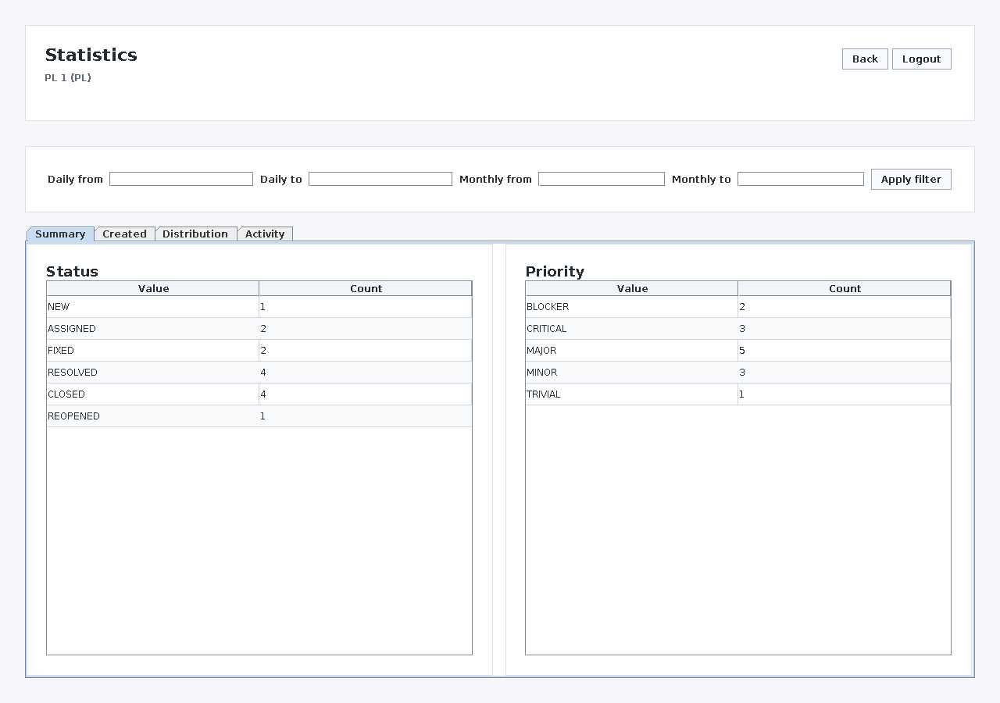 Statistics
PL 1 (PL)
Back Logout
Daily from Daily to Monthly from Monthly to Apply filter
Summary Created Distribution Activity
Status
Value Count
NEW 1
ASSIGNED 2
FIXED 2
RESOLVED 4
CLOSED 4
REOPENED 1
Priority
Value Count
BLOCKER 2
CRITICAL 3
MAJOR 5
MINOR 3
TRIVIAL 1